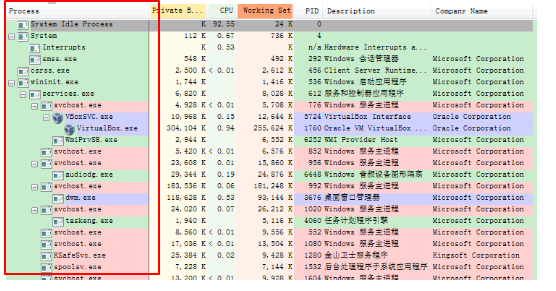 Process Private B... CPU Working Set PID Description Company Name
System Idle Process K 92.55 24 K 0
System 112 K 0.67 736 K 4
Interrupts K 0.53 K n/a Hardware Interrupts a...
smss.exe 548 K 492 K 292 Windows 会话管理器 Microsoft Corporation
csrss.exe 2,500 K < 0.01 2,612 K 456 Client Server Runtime... Microsoft Corporation
wininit.exe 1,744 K 1,416 K 536 Windows 启动应用程序 Microsoft Corporation
services.exe 6,820 K 8,028 K 612 服务和控制器应用程序 Microsoft Corporation
svchost.exe 4,928 K < 0.01 5,708 K 776 Windows 服务主进程 Microsoft Corporation
VBoxSVC.exe 10,968 K 0.15 12,644 K 5724 VirtualBox Interface Oracle Corporation
VirtualBox.exe 304,104 K 0.94 255,624 K 1760 Oracle VM VirtualBox ... Oracle Corporation
WmiPrvSE.exe 2,944 K 6,552 K 6252 WMI Provider Host Microsoft Corporation
svchost.exe 5,420 K < 0.01 6,576 K 852 Windows 服务主进程 Microsoft Corporation
svchost.exe 23,608 K 0.01 15,860 K 956 Windows 服务主进程 Microsoft Corporation
audiodg.exe 29,344 K 0.19 24,876 K 6448 Windows 音频设备图形隔离 Microsoft Corporation
svchost.exe 183,536 K 0.06 181,248 K 992 Windows 服务主进程 Microsoft Corporation
dwm.exe 118,628 K 0.53 93,144 K 3676 桌面窗口管理器 Microsoft Corporation
svchost.exe 24,020 K 0.07 26,212 K 1020 Windows 服务主进程 Microsoft Corporation
taskeng.exe 1,940 K 5,116 K 4060 任务计划程序引擎 Microsoft Corporation
svchost.exe 8,560 K < 0.01 9,556 K 552 Windows 服务主进程 Microsoft Corporation
svchost.exe 17,036 K < 0.01 13,504 K 1080 Windows 服务主进程 Microsoft Corporation
KSafeSvc.exe 25,384 K 0.02 9,428 K 1280 金山卫士服务程序 Kingsoft Corporation
spoolsv.exe 7,228 K 7,144 K 1532 后台处理程序子系统应用程序 Microsoft Corporation
svchost.exe 13,200 K < 0.01 9,928 K 1604 Windows 服务主进程 Microsoft Corporation